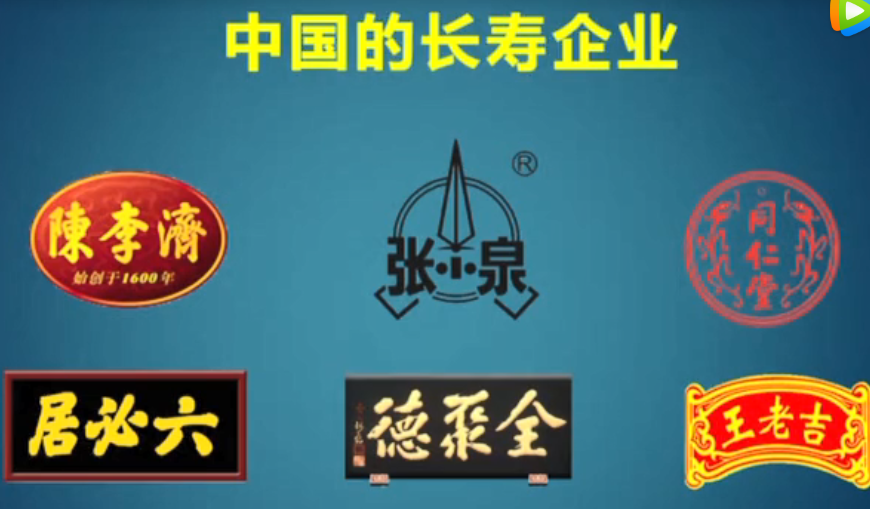 中国的长寿企业
陳李濟
始创于1600年
张小泉
®
同仁堂
六必居
全聚德
王老吉